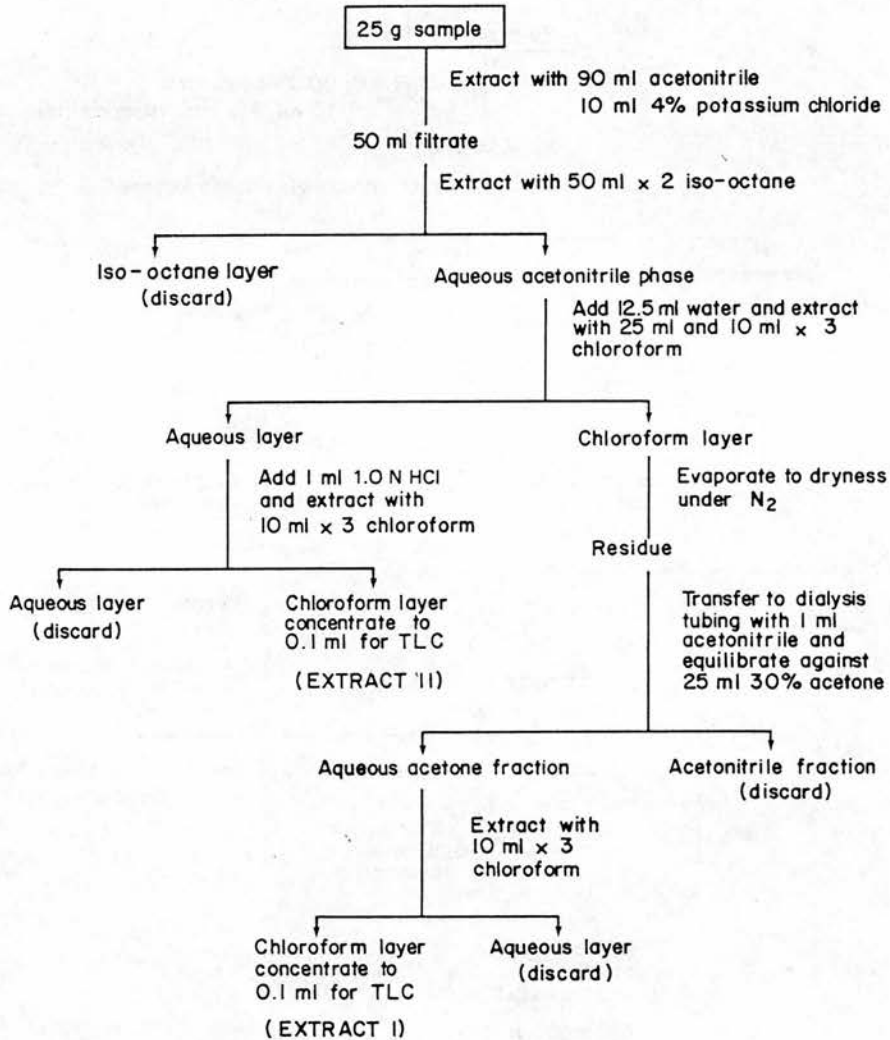 25 g sample
Extract with 90 ml acetonitrile
10 ml 4% potassium chloride
50 ml filtrate
Extract with 50 ml × 2 iso-octane
Iso-octane layer
(discard)
Aqueous acetonitrile phase
Add 12.5 ml water and extract
with 25 ml and 10 ml × 3
chloroform
Aqueous layer
Chloroform layer
Add 1 ml 1.0 N HCl
and extract with
10 ml × 3 chloroform
Evaporate to dryness
under N2
Residue
Aqueous layer
(discard)
Chloroform layer
concentrate to
0.1 ml for TLC
(EXTRACT II)
Transfer to dialysis
tubing with 1 ml
acetonitrile and
equilibrate against
25 ml 30% acetone
Aqueous acetone fraction
Acetonitrile fraction
(discard)
Extract with
10 ml × 3
chloroform
Chloroform layer
concentrate to
0.1 ml for TLC
(EXTRACT I)
Aqueous layer
(discard)